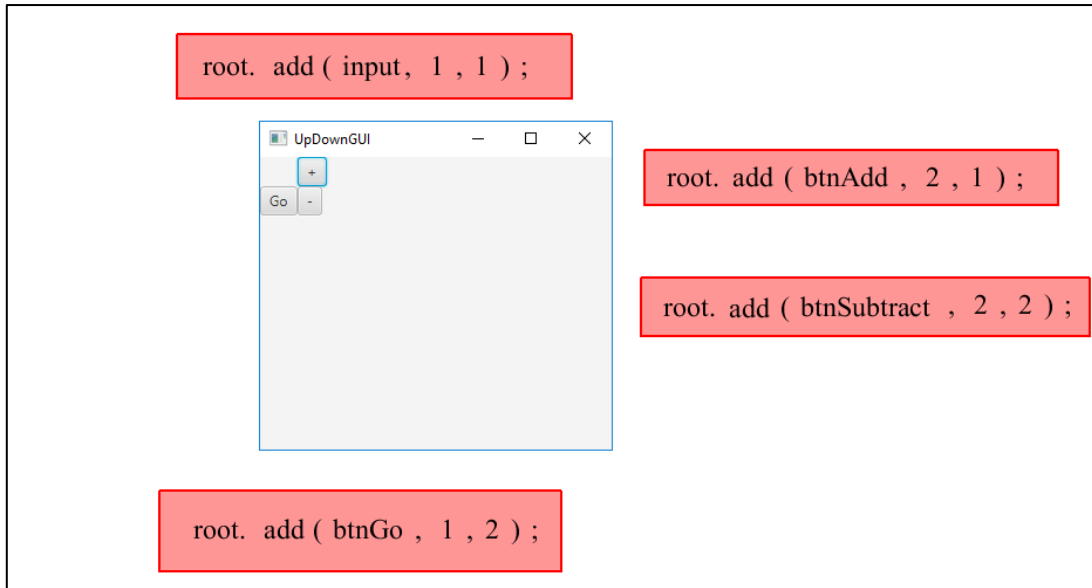 root. add ( input, 1 , 1 ) ;
UpDownGUI
+
Go -
root. add ( btnAdd , 2 , 1 ) ;
root. add ( btnSubtract , 2 , 2 ) ;
root. add ( btnGo , 1 , 2 ) ;